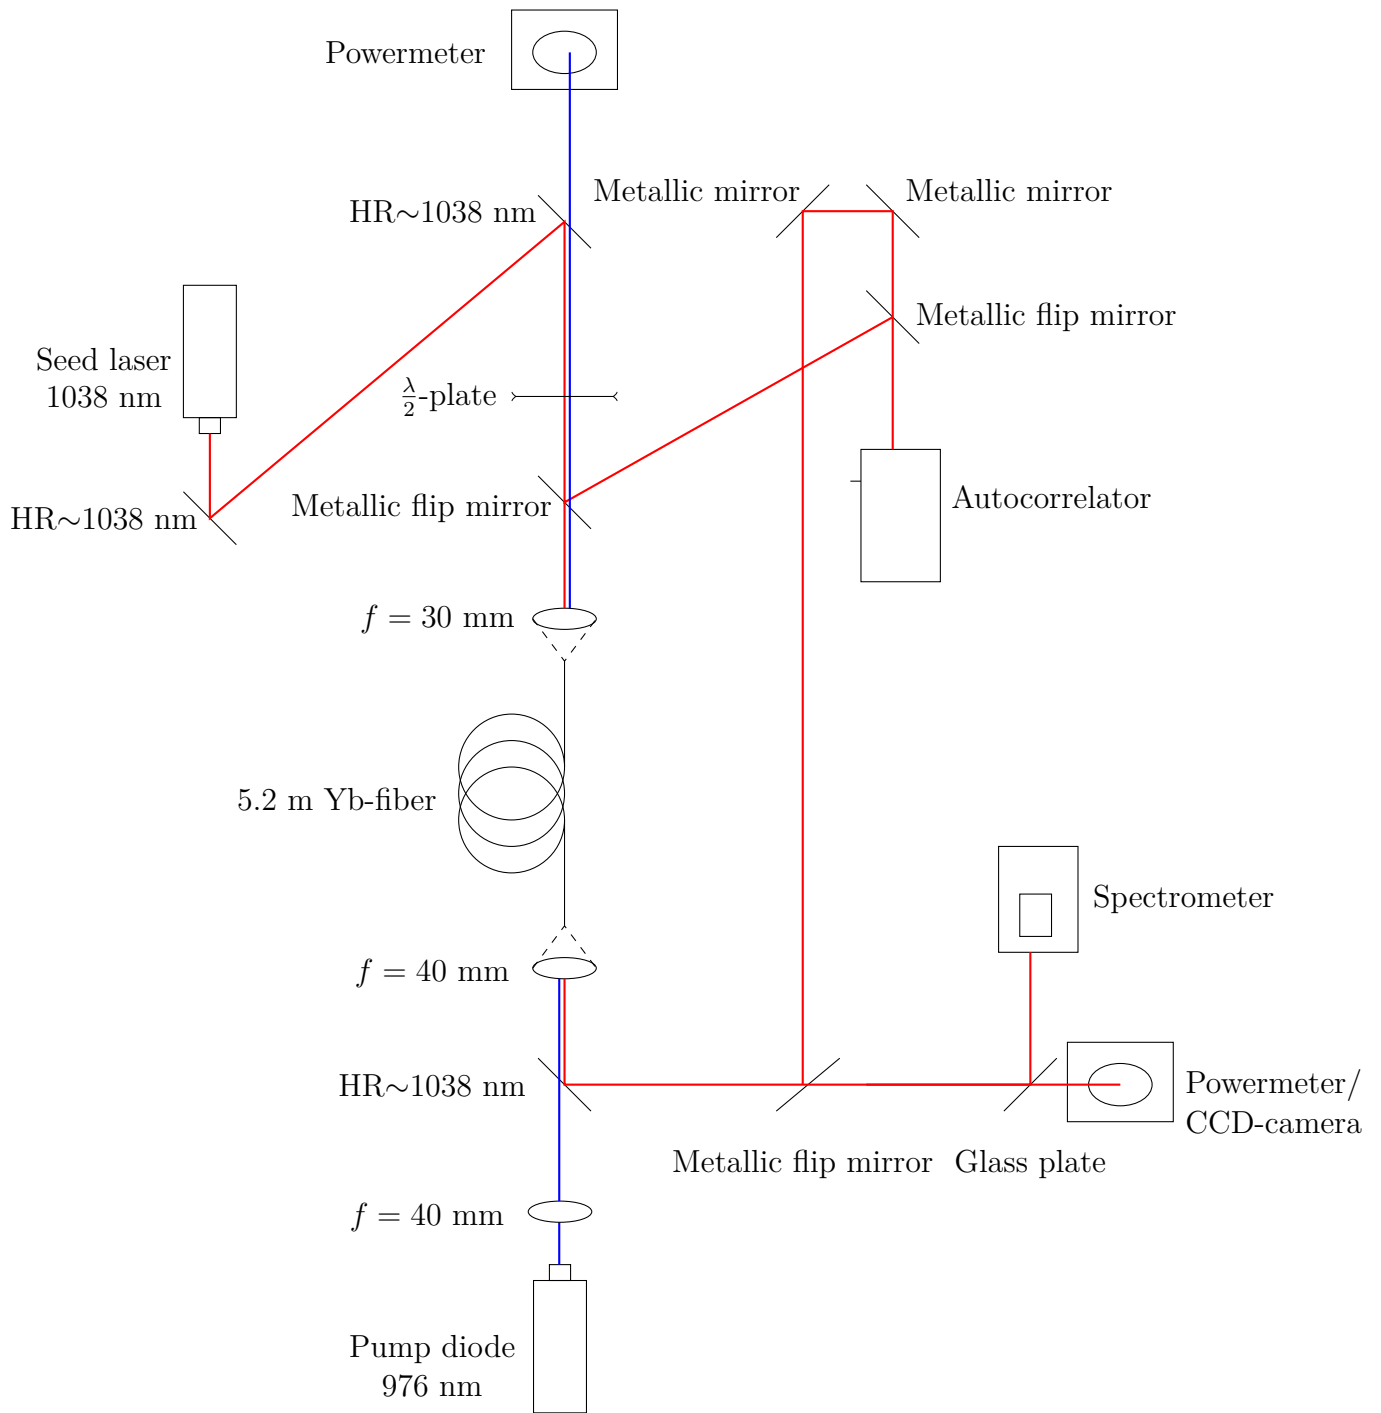 Powermeter
Metallic mirror
Metallic mirror
HR~1038 nm
Metallic flip mirror
Seed laser
1038 nm
λ/2-plate
Metallic flip mirror
Autocorrelator
HR~1038 nm
f = 30 mm
5.2 m Yb-fiber
Spectrometer
f = 40 mm
HR~1038 nm
Powermeter/
CCD-camera
Metallic flip mirror
Glass plate
f = 40 mm
Pump diode
976 nm